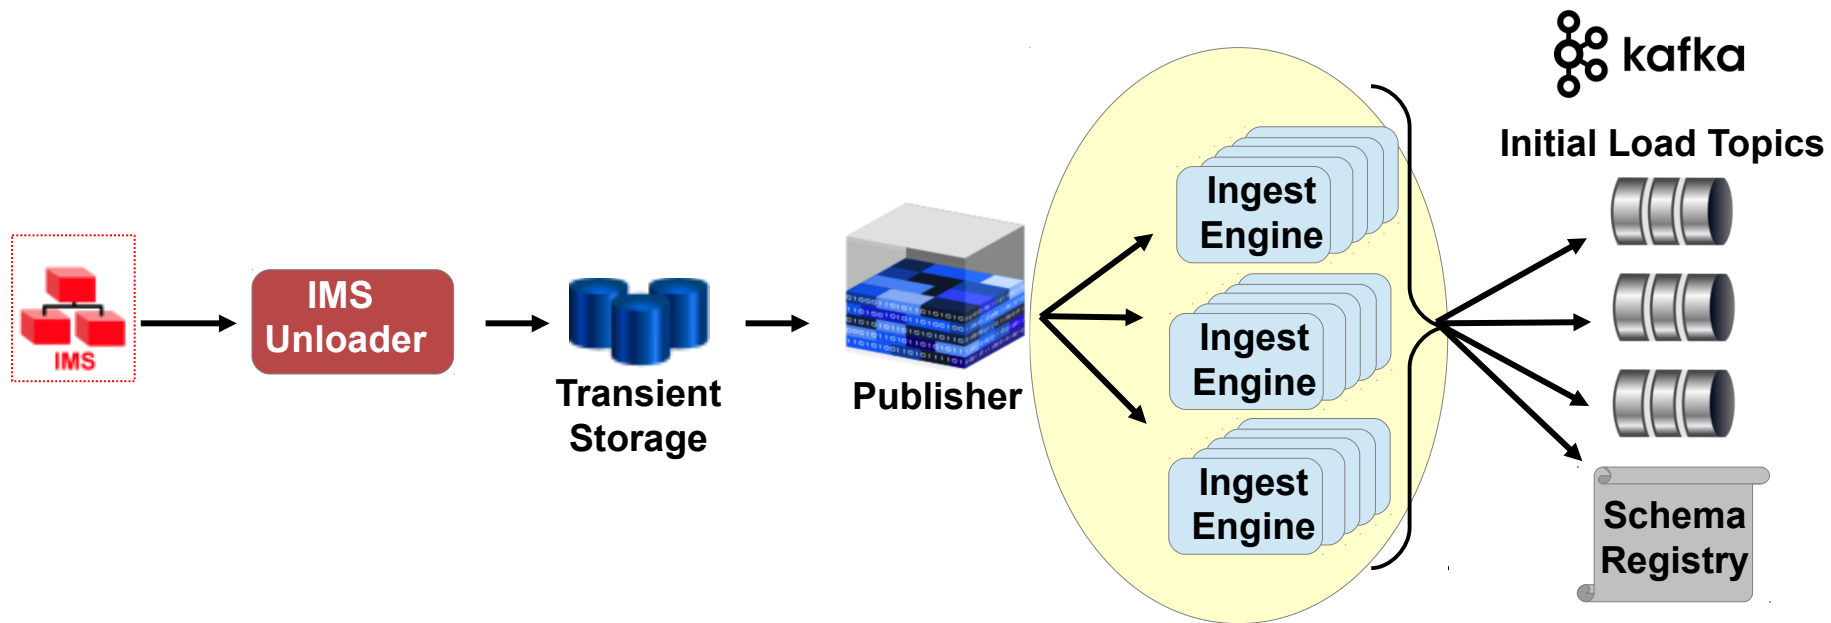 IMS
IMS
Unloader
Transient
Storage
Publisher
Ingest
Engine
Ingest
Engine
Ingest
Engine
kafka
Initial Load Topics
Schema
Registry